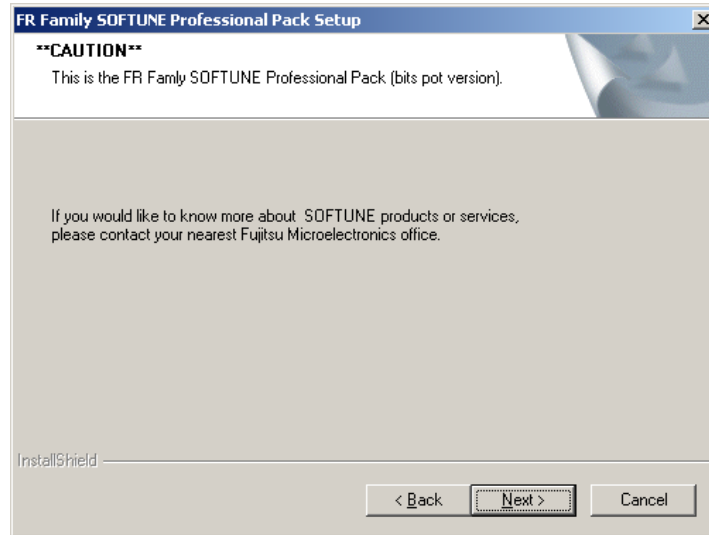 FR Family SOFTUNE Professional Pack Setup
**CAUTION**
This is the FR Famly SOFTUNE Professional Pack (bits pot version).
If you would like to know more about SOFTUNE products or services,
please contact your nearest Fujitsu Microelectronics office.
InstallShield
< Back Next > Cancel